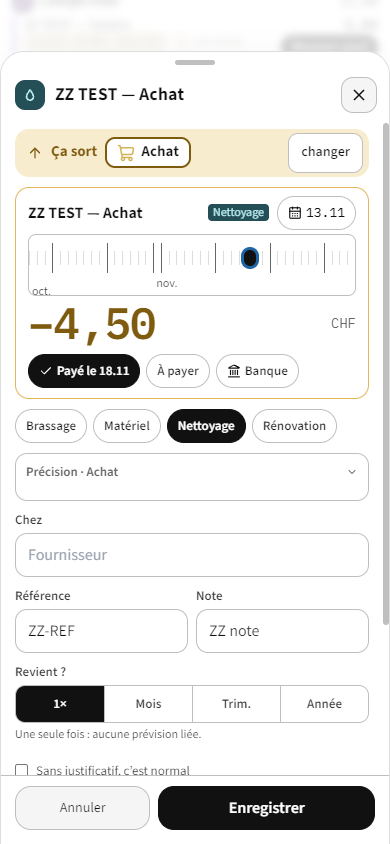 ZZ TEST — Achat
Ça sort
Achat
changer
ZZ TEST — Achat
Nettoyage
13.11
oct.
nov.
−4,50
CHF
Payé le 18.11
À payer
Banque
Brassage
Matériel
Nettoyage
Rénovation
Précision · Achat
Chez
Fournisseur
Référence
Note
ZZ-REF
ZZ note
Revient ?
1×
Mois
Trim.
Année
Une seule fois : aucune prévision liée.
Sans justificatif, c’est normal
Annuler
Enregistrer